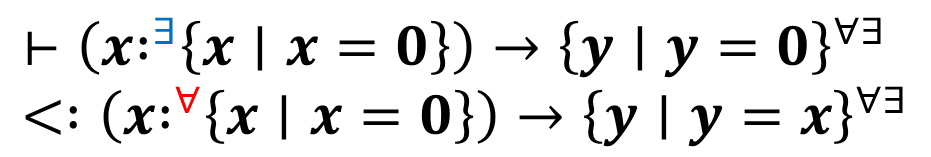 ⊢ (x:∃{x | x = 0}) → {y | y = 0}∀∃
<: (x:∀{x | x = 0}) → {y | y = x}∀∃